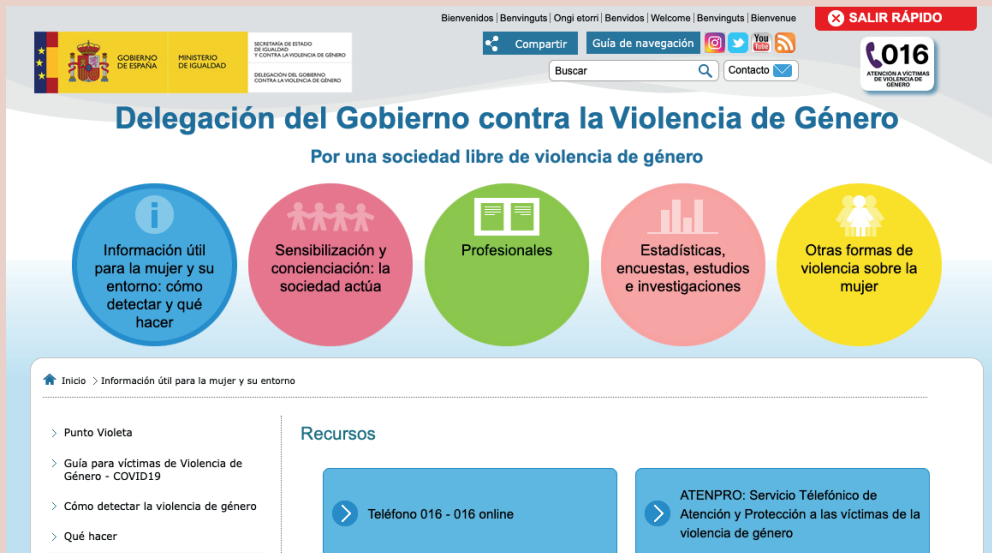 Bienvenidos | Benvinguts | Ongi etorri | Benvidos | Welcome | Benvinguts | Bienvenue
SALIR RÁPIDO
GOBIERNO
DE ESPAÑA
MINISTERIO
DE IGUALDAD
SECRETARÍA DE ESTADO
DE IGUALDAD
Y CONTRA LA VIOLENCIA DE GÉNERO
DELEGACIÓN DEL GOBIERNO
CONTRA LA VIOLENCIA DE GÉNERO
Compartir
Guía de navegación
You
Tube
Buscar
Contacto
016
ATENCIÓN A VÍCTIMAS
DE VIOLENCIA DE
GÉNERO
Delegación del Gobierno contra la Violencia de Género
Por una sociedad libre de violencia de género
Información útil
para la mujer y su
entorno: cómo
detectar y qué
hacer
Sensibilización y
concienciación: la
sociedad actúa
Profesionales
Estadísticas,
encuestas, estudios
e investigaciones
Otras formas de
violencia sobre la
mujer
Inicio > Información útil para la mujer y su entorno
> Punto Violeta
> Guía para víctimas de Violencia de
Género - COVID19
> Cómo detectar la violencia de género
> Qué hacer
Recursos
Teléfono 016 - 016 online
ATENPRO: Servicio Télefónico de
Atención y Protección a las víctimas de la
violencia de género